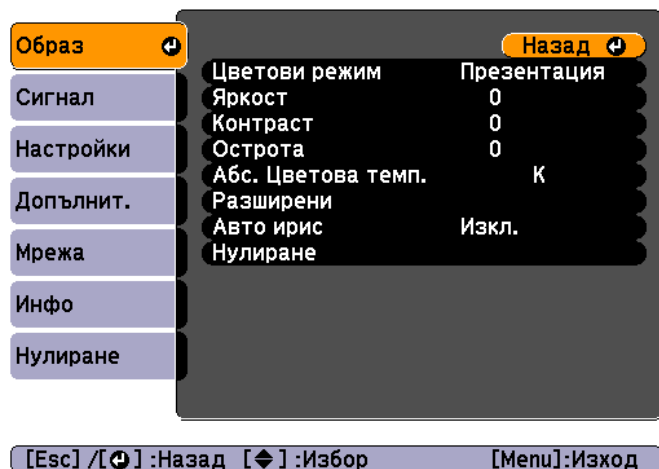 Образ
Сигнал
Настройки
Допълнит.
Мрежа
Инфо
Нулиране
Назад
Цветови режим Презентация
Яркост 0
Контраст 0
Острота 0
Абс. Цветова темп. K
Разширени
Авто ирис Изкл.
Нулиране
[Esc] /[ ] :Назад [ ] :Избор [Menu]:Изход